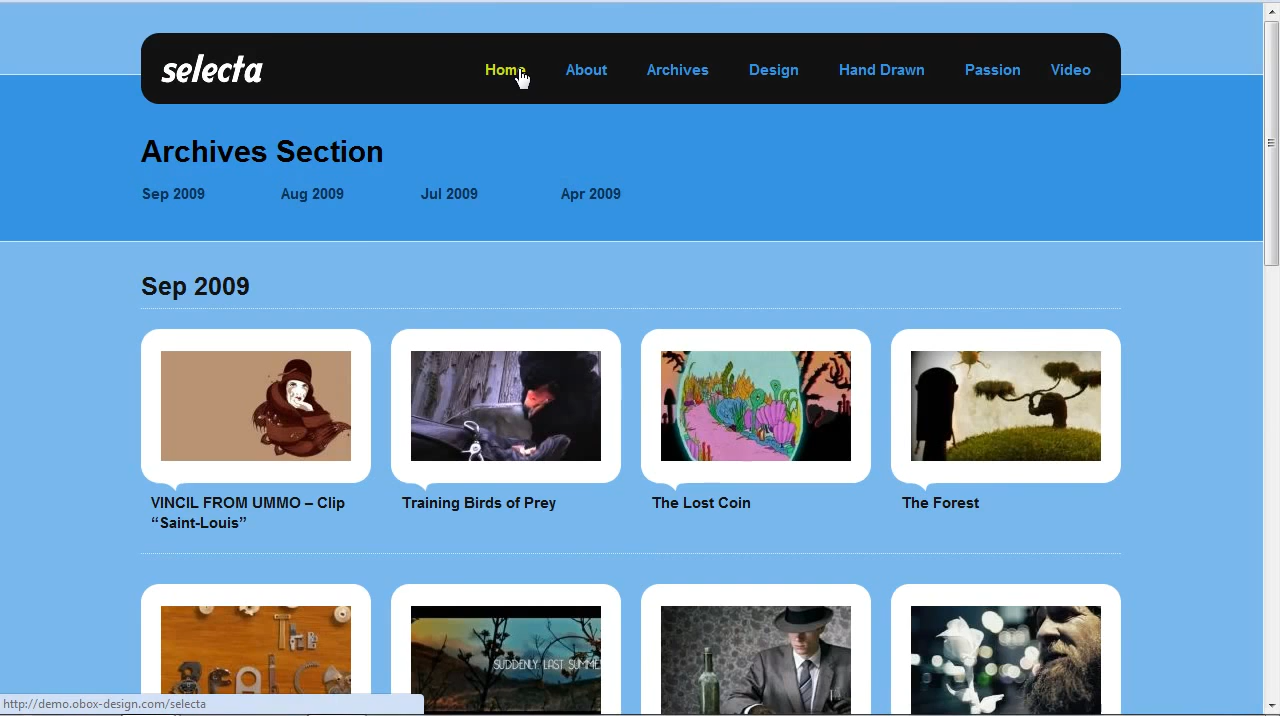 selecta
Home About Archives Design Hand Drawn Passion Video
Archives Section
Sep 2009 Aug 2009 Jul 2009 Apr 2009
Sep 2009
VINCIL FROM UMMO – Clip
“Saint-Louis”
Training Birds of Prey
The Lost Coin
The Forest
The
SUDDENLY LAST SUMME
http://demo.obox-design.com/selecta